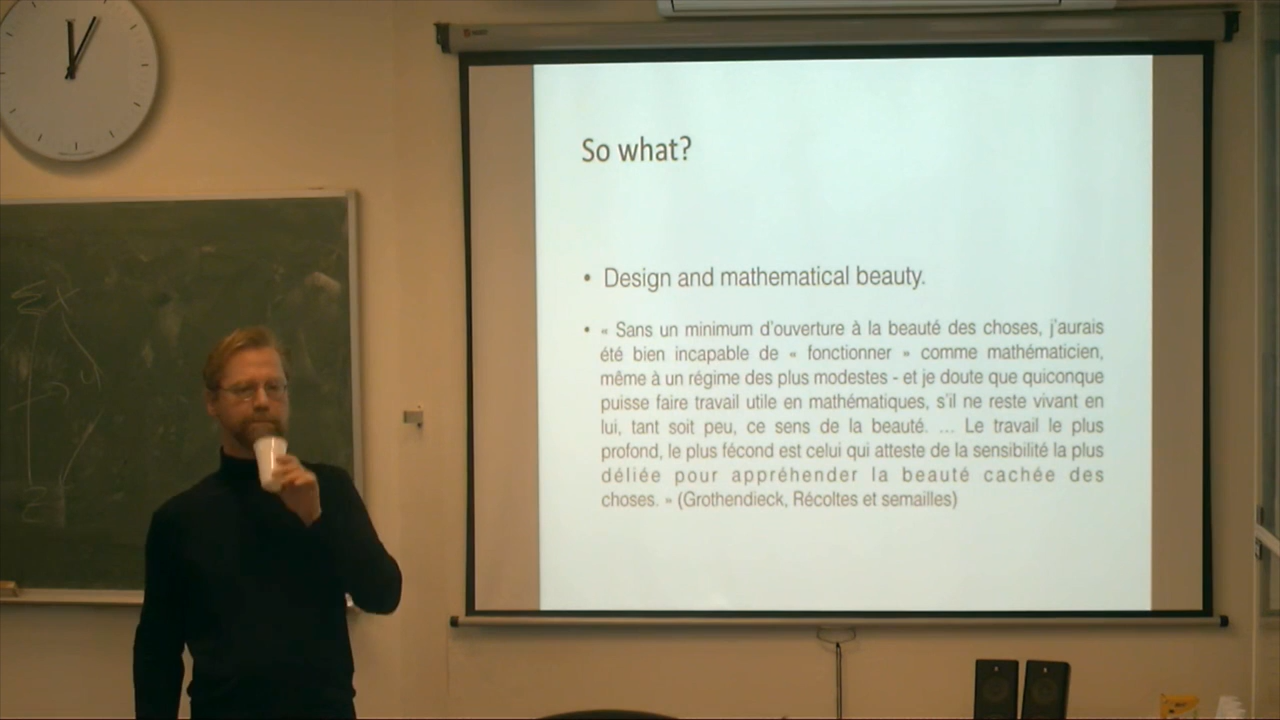 So what?
• Design and mathematical beauty.
• « Sans un minimum d'ouverture à la beauté des choses, j'aurais
été bien incapable de « fonctionner » comme mathématicien,
même à un régime des plus modestes - et je doute que quiconque
puisse faire travail utile en mathématiques, s'il ne reste vivant en
lui, tant soit peu, ce sens de la beauté. ... Le travail le plus
profond, le plus fécond est celui qui atteste de la sensibilité la plus
déliée pour appréhender la beauté cachée des
choses. » (Grothendieck, Récoltes et semailles)